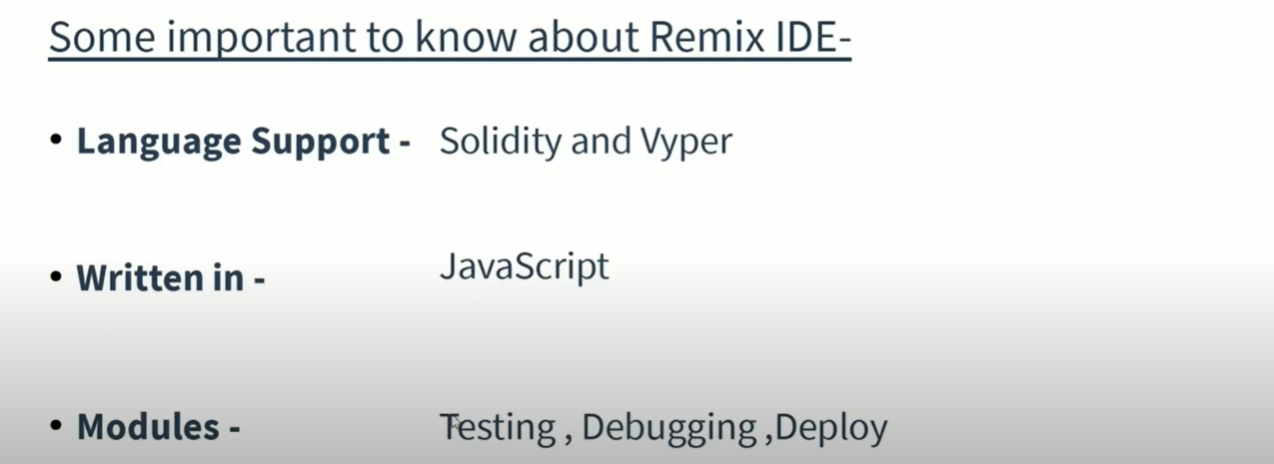 Some important to know about Remix IDE-
• Language Support - Solidity and Vyper
• Written in - JavaScript
• Modules - Testing , Debugging ,Deploy